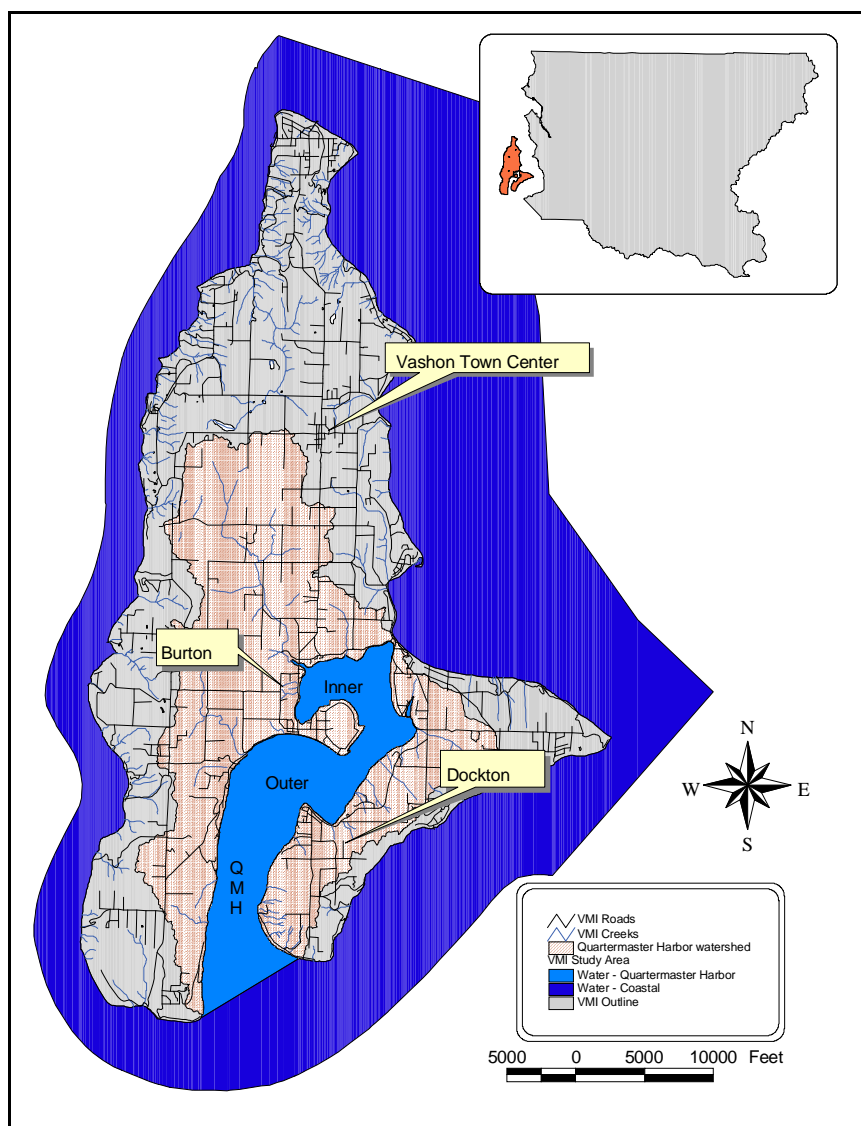 Vashon Town Center
Burton
Inner
Outer
Dockton
Q
M
H
N
W
E
S
VMI Roads
VMI Creeks
Quartermaster Harbor watershed
VMI Study Area
Water - Quartermaster Harbor
Water - Coastal
VMI Outline
5000 0 5000 10000 Feet